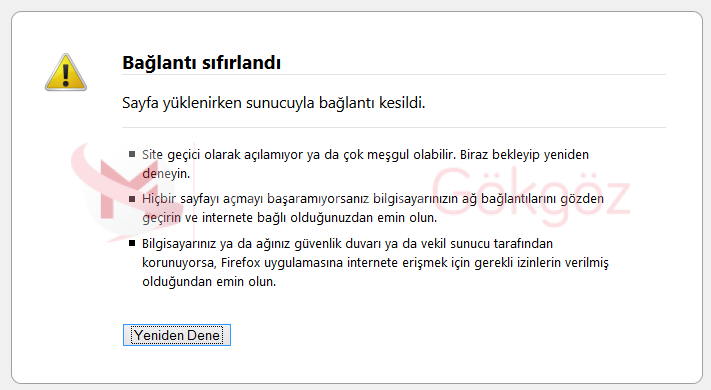 Bağlantı sıfırlandı
Sayfa yüklenirken sunucuyla bağlantı kesildi.
Site geçici olarak açılamıyor ya da çok meşgul olabilir. Biraz bekleyip yeniden
deneyin.
Hiçbir sayfayı açmayı başaramıyorsanız bilgisayarınızın ağ bağlantılarını gözden
geçirin ve internete bağlı olduğunuzdan emin olun.
Gökgöz
Bilgisayarınız ya da ağınız güvenlik duvarı ya da vekil sunucu tarafından
korunuyorsa, Firefox uygulamasına internete erişmek için gerekli izinlerin verilmiş
olduğundan emin olun.
Yeniden Dene